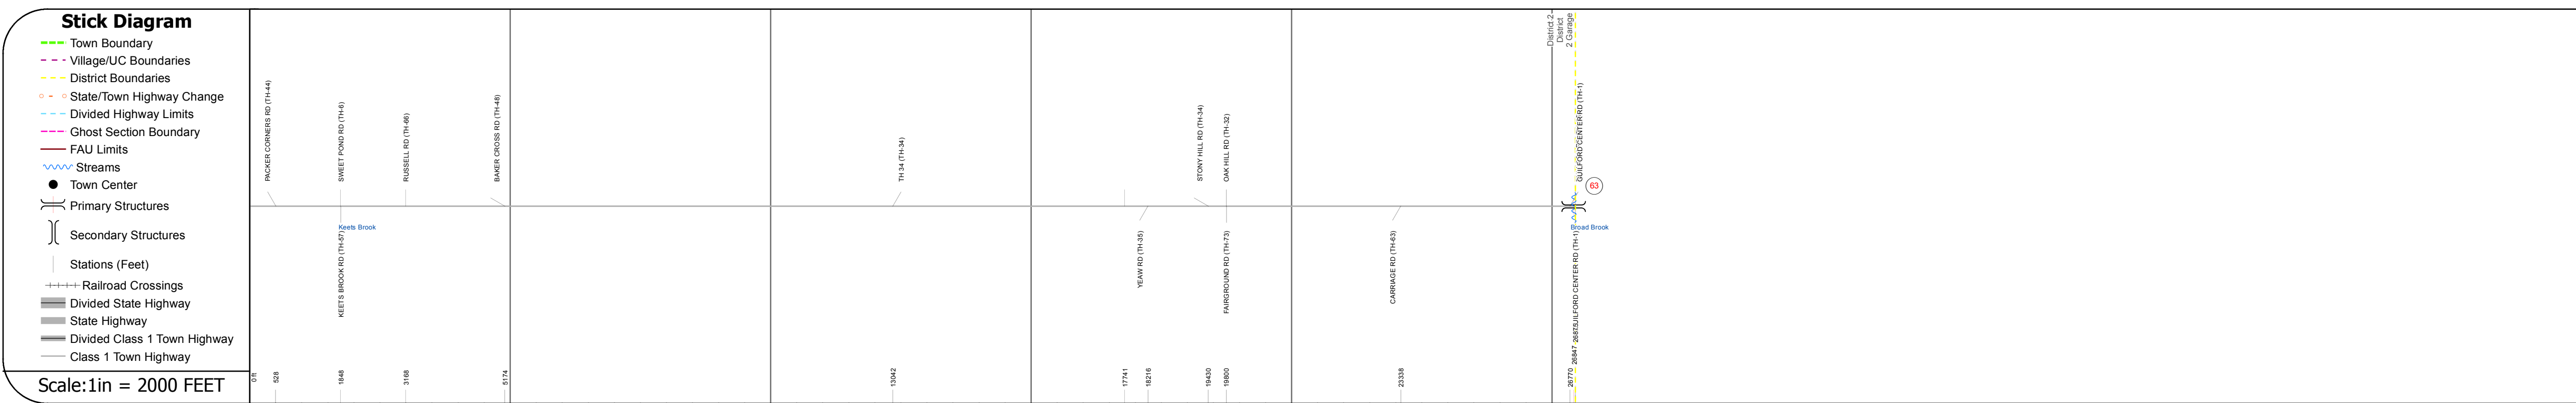 Stick Diagram
Town Boundary
Village/UC Boundaries
District Boundaries
State/Town Highway Change
Divided Highway Limits
Ghost Section Boundary
FAU Limits
Streams
Town Center
Primary Structures
Secondary Structures
Stations (Feet)
Railroad Crossings
Divided State Highway
State Highway
Divided Class 1 Town Highway
Class 1 Town Highway
Scale:1in = 2000 FEET
PACKER CORNERS RD (TH-44)
SWEET POND RD (TH-6)
RUSSELL RD (TH-66)
BAKER CROSS RD (TH-48)
TH 34 (TH-34)
STONY HILL RD (TH-34)
OAK HILL RD (TH-32)
District 2
District
2 Garage
GUILFORD CENTER RD (TH-1)
63
Keets Brook
KEETS BROOK RD (TH-57)
YEAW RD (TH-35)
FAIRGROUND RD (TH-73)
CARRIAGE RD (TH-63)
Broad Brook
GUILFORD CENTER RD (TH-1)
0 ft
528
1848
3168
5174
13042
17741
18216
19430
19800
23338
26770
26847